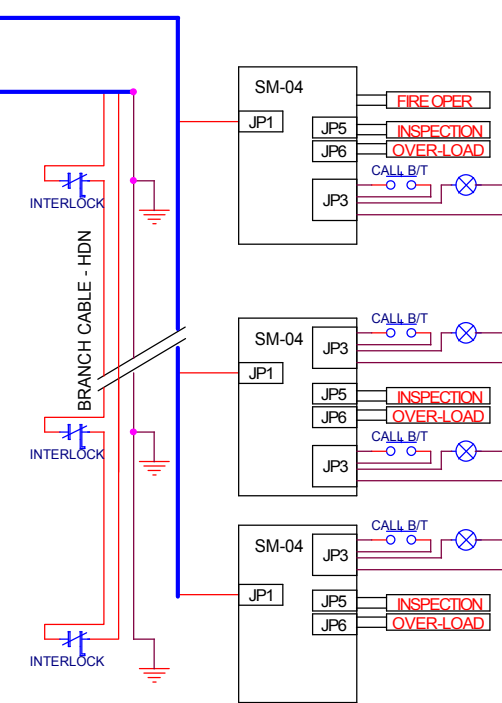 SM-04
FIRE OPER
JP1
JP5
INSPECTION
JP6
OVER-LOAD
CALL B/T
JP3
INTERLOCK
BRANCH CABLE - HDN
CALL B/T
SM-04
JP3
JP1
JP5
INSPECTION
JP6
OVER-LOAD
CALL B/T
JP3
INTERLOCK
CALL B/T
SM-04
JP3
JP1
JP5
INSPECTION
JP6
OVER-LOAD
INTERLOCK